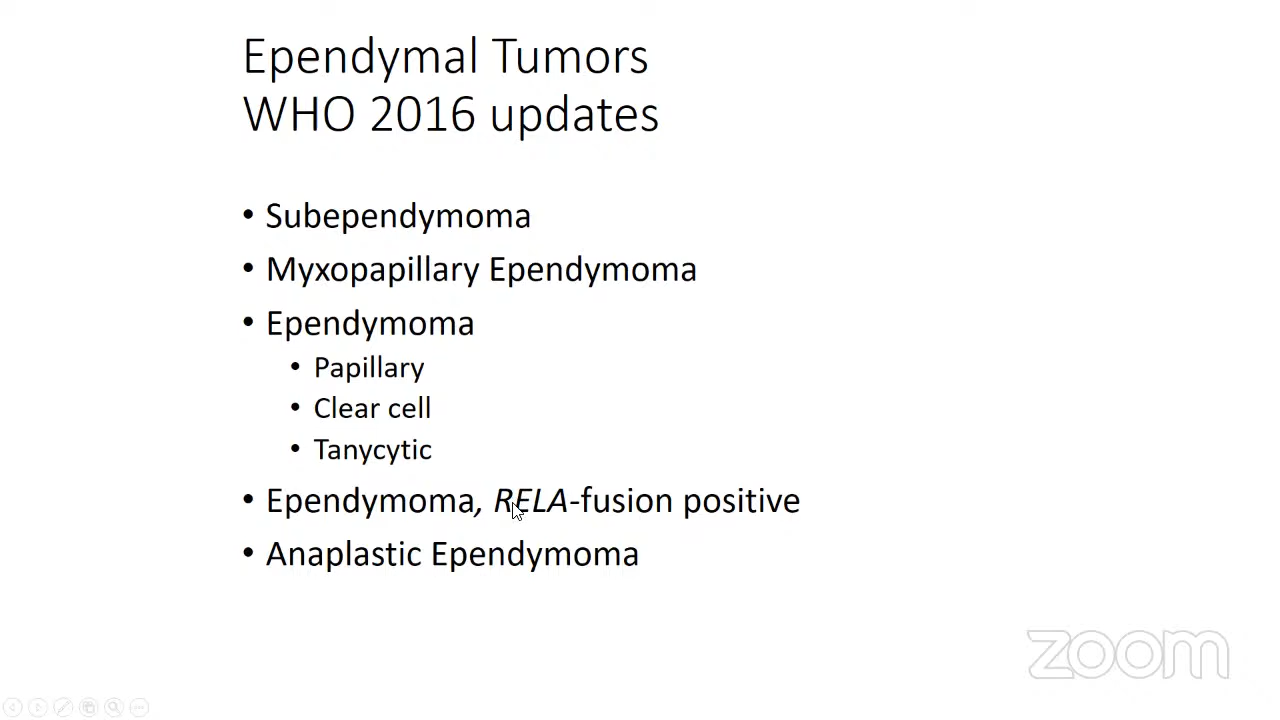 Ependymal Tumors
WHO 2016 updates
• Subependymoma
• Myxopapillary Ependymoma
• Ependymoma
• Papillary
• Clear cell
• Tanycytic
• Ependymoma, RELA-fusion positive
• Anaplastic Ependymoma
zoom